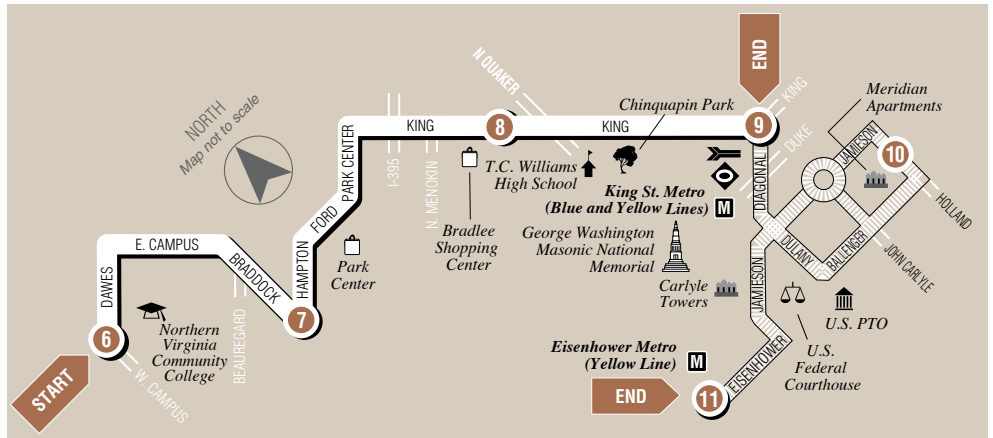 END
KING
Meridian
Apartments
N QUAKER
Chinquapin Park
NORTH
Map not to scale
KING
8
KING
9
DUKE
JAMIESON
10
PARK CENTER
I-395
N. MENOKIN
T.C. Williams
High School
King St. Metro
(Blue and Yellow Lines)
M
DIAGONAL
HOLLAND
FORD
Bradlee
Shopping
Center
George Washington
Masonic National
Memorial
DULANY
BALLENGER
JOHN CARLYLE
E. CAMPUS
BRADDOCK
HAMPTON
Park
Center
Carlyle
Towers
JAMIESON
DAWES
6
7
Northern
Virginia
Community
College
BEAUREGARD
U.S. PTO
U.S.
Federal
Courthouse
START
W. CAMPUS
Eisenhower Metro
(Yellow Line)
M
EISENHOWER
END
11